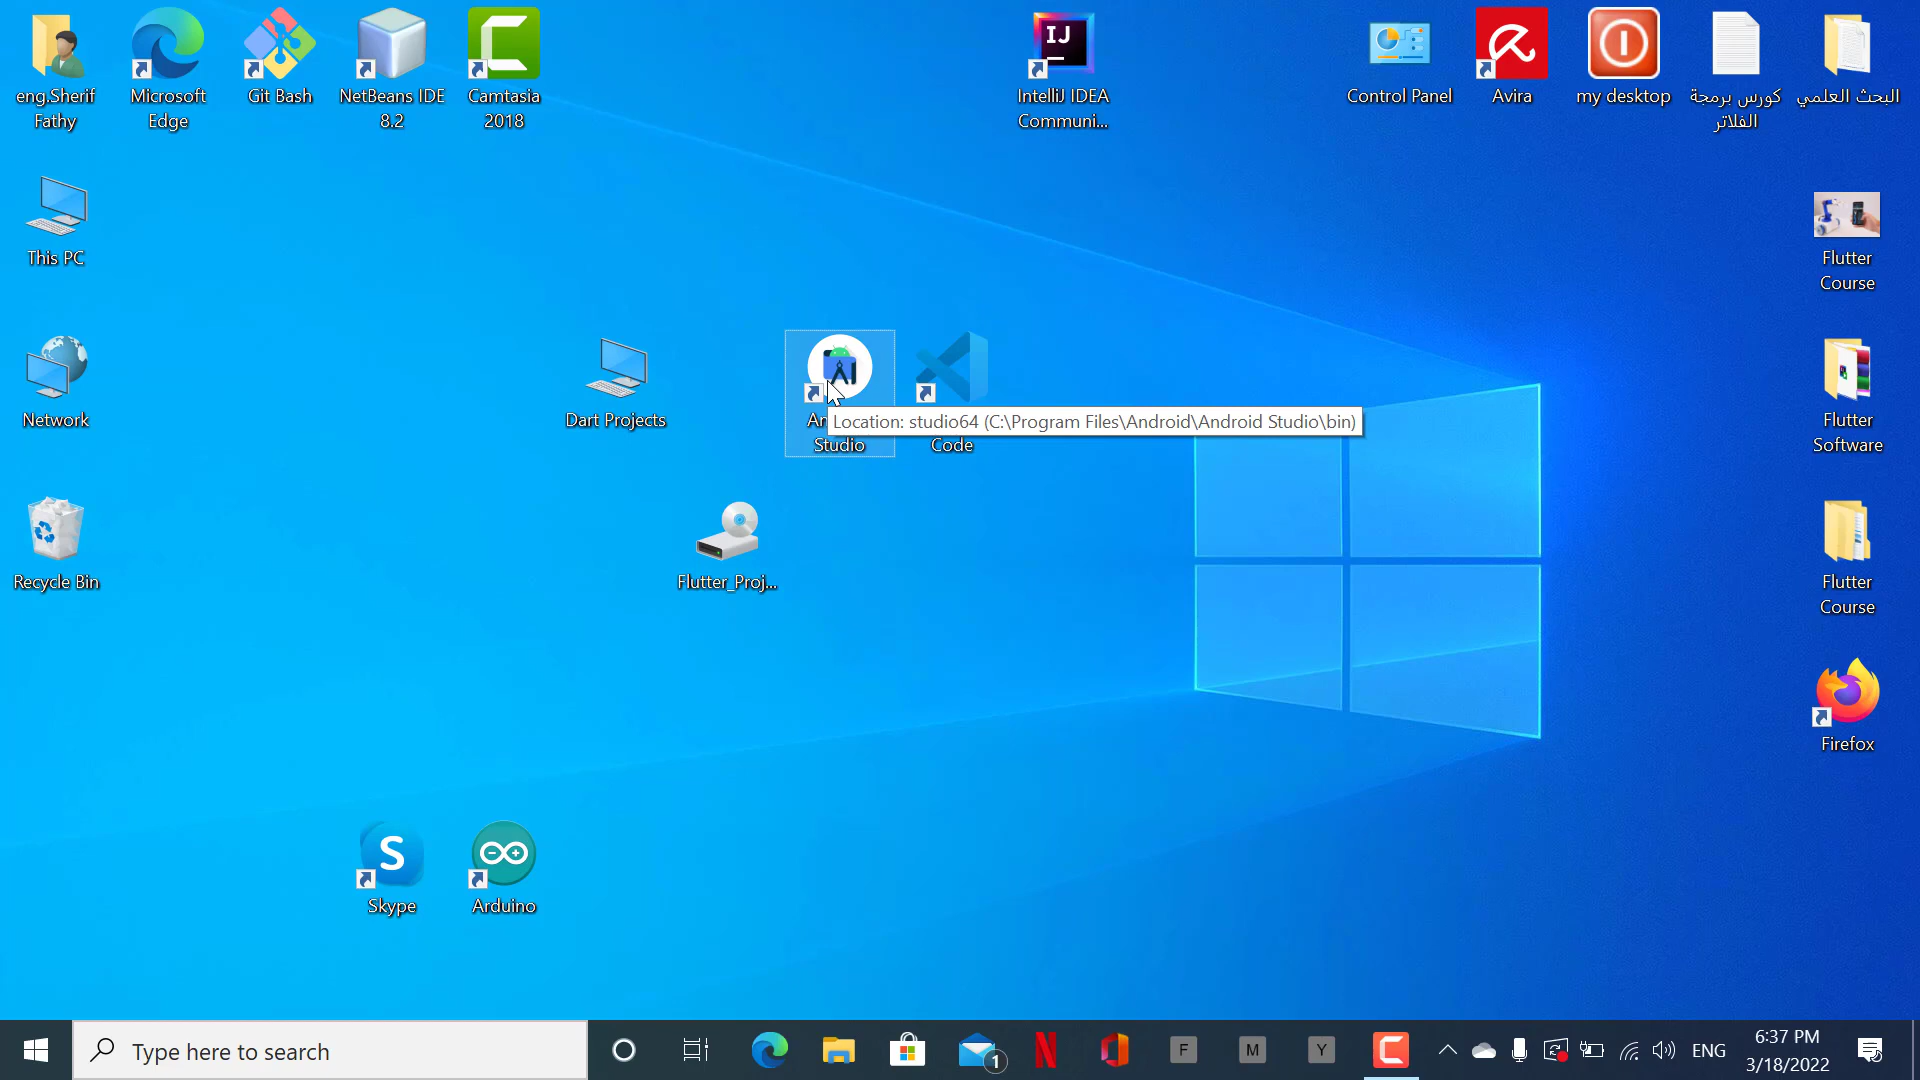 eng.Sherif
Fathy
Microsoft
Edge
Git Bash
NetBeans IDE
8.2
Camtasia
2018
IJ
IntelliJ IDEA
Communi...
Control Panel
Avira
my desktop
كورس برمجة
الفلاتر
البحث العلمي
This PC
Flutter
Course
Network
Dart Projects
Studio
Location: studio64 (C:\Program Files\Android\Android Studio\bin)
Code
Flutter
Software
Recycle Bin
Flutter_Proj...
Flutter
Course
Firefox
S
Skype
Arduino
Type here to search
1
F
M
Y
ENG
6:37 PM
3/18/2022